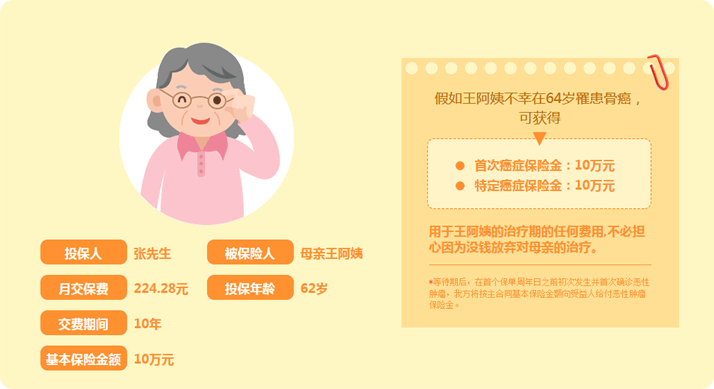 投保人 张先生 被保险人 母亲王阿姨
月交保费 224.28元 投保年龄 62岁
交费期间 10年
基本保险金额 10万元
假如王阿姨不幸在64岁罹患骨癌，
可获得
首次癌症保险金：10万元
特定癌症保险金：10万元
用于王阿姨的治疗期的任何费用,不必担
心因为没钱放弃对母亲的治疗。
*等待期后，在首个保单周年日之前初次发生并首次确诊恶性
肿瘤，我方将按主合同基本保险金额向受益人给付恶性肿瘤
保险金。